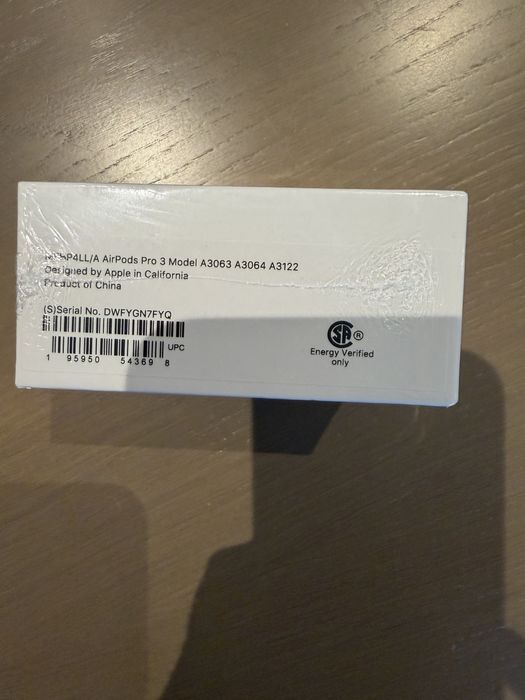 AirPods Pro 3 Model A3063 A3064 A3122
Designed by Apple in California
Product of China
(S)Serial No. DWFYGN7FYQ
UPC
1 95950 54369 8
SA ®
Energy Verified
only